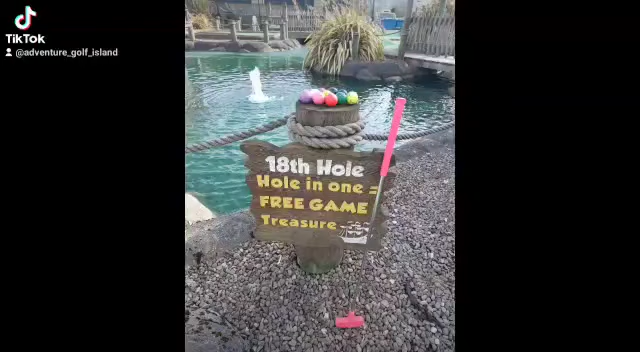 TikTok
@adventure_golf_island
18th Hole
Hole in one =
FREE GAME
Treasure